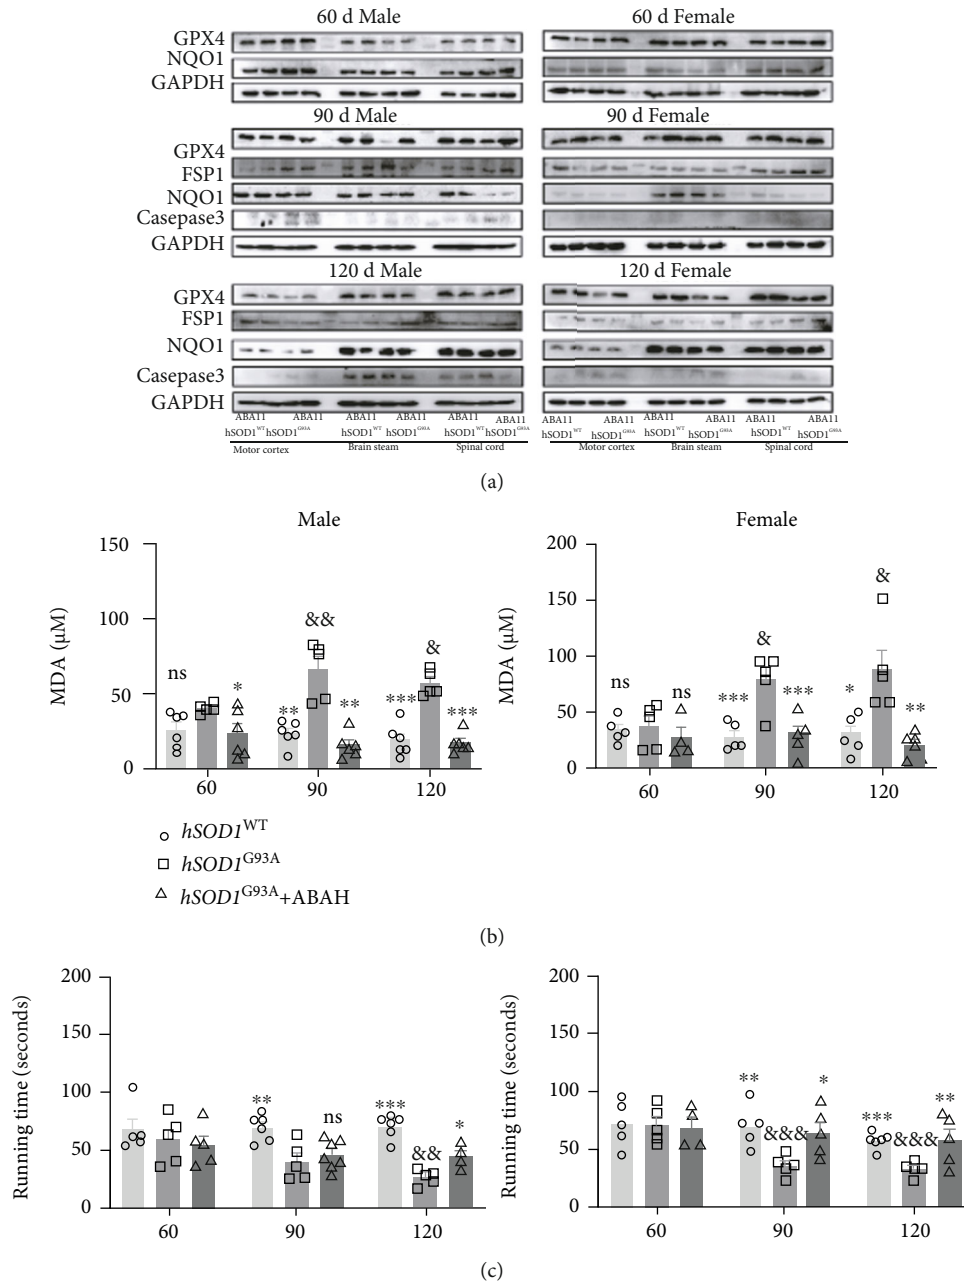 60 d Male 60 d Female
GPX4
NQO1
GAPDH
90 d Male 90 d Female
GPX4
FSP1
NQO1
Casepase3
GAPDH
120 d Male 120 d Female
GPX4
FSP1
NQO1
Casepase3
GAPDH
ABA11 ABA11 ABA11 ABA11 ABA11 ABA11 ABA11 ABA11 ABA11 ABA11 ABA11 ABA11
hSOD1WT hSOD1G93A hSOD1WT hSOD1G93A hSOD1WT hSOD1G93A hSOD1WT hSOD1G93A hSOD1WT hSOD1G93A hSOD1WT hSOD1G93A
Motor cortex Brain steam Spinal cord Motor cortex Brain steam Spinal cord
(a)
Male Female
MDA (µM)
150
100
50
0
ns * ** && ** *** & ***
60 90 120
MDA (µM)
200
150
100
50
0
ns ns *** & *** * & **
60 90 120
hSOD1WT
hSOD1G93A
hSOD1G93A+ABAH
(b)
Running time (seconds)
200
150
100
50
0
** ns *** && *
60 90 120
Running time (seconds)
200
150
100
50
0
** &&& * *** &&& **
60 90 120
(c)